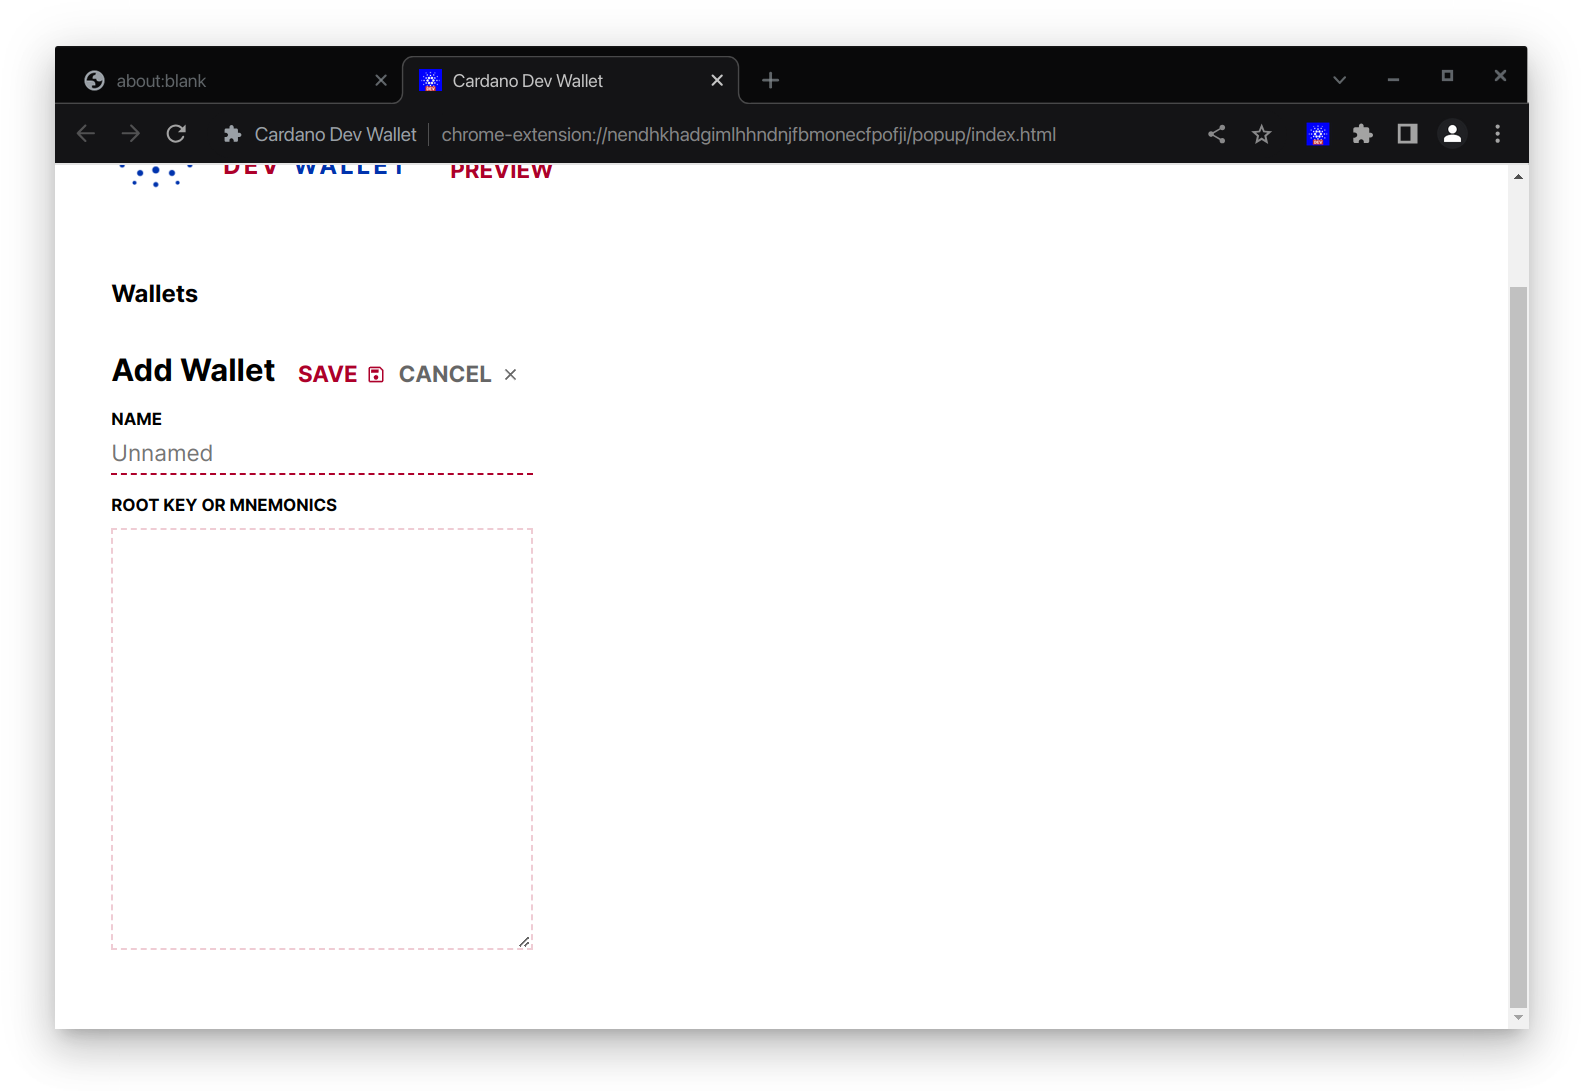 about:blank
Cardano Dev Wallet
Cardano Dev Wallet chrome-extension://nendhkhadgimlhhndnjfbmonecfpofji/popup/index.html
DEV WALLET PREVIEW
Wallets
Add Wallet SAVE CANCEL
NAME
Unnamed
ROOT KEY OR MNEMONICS